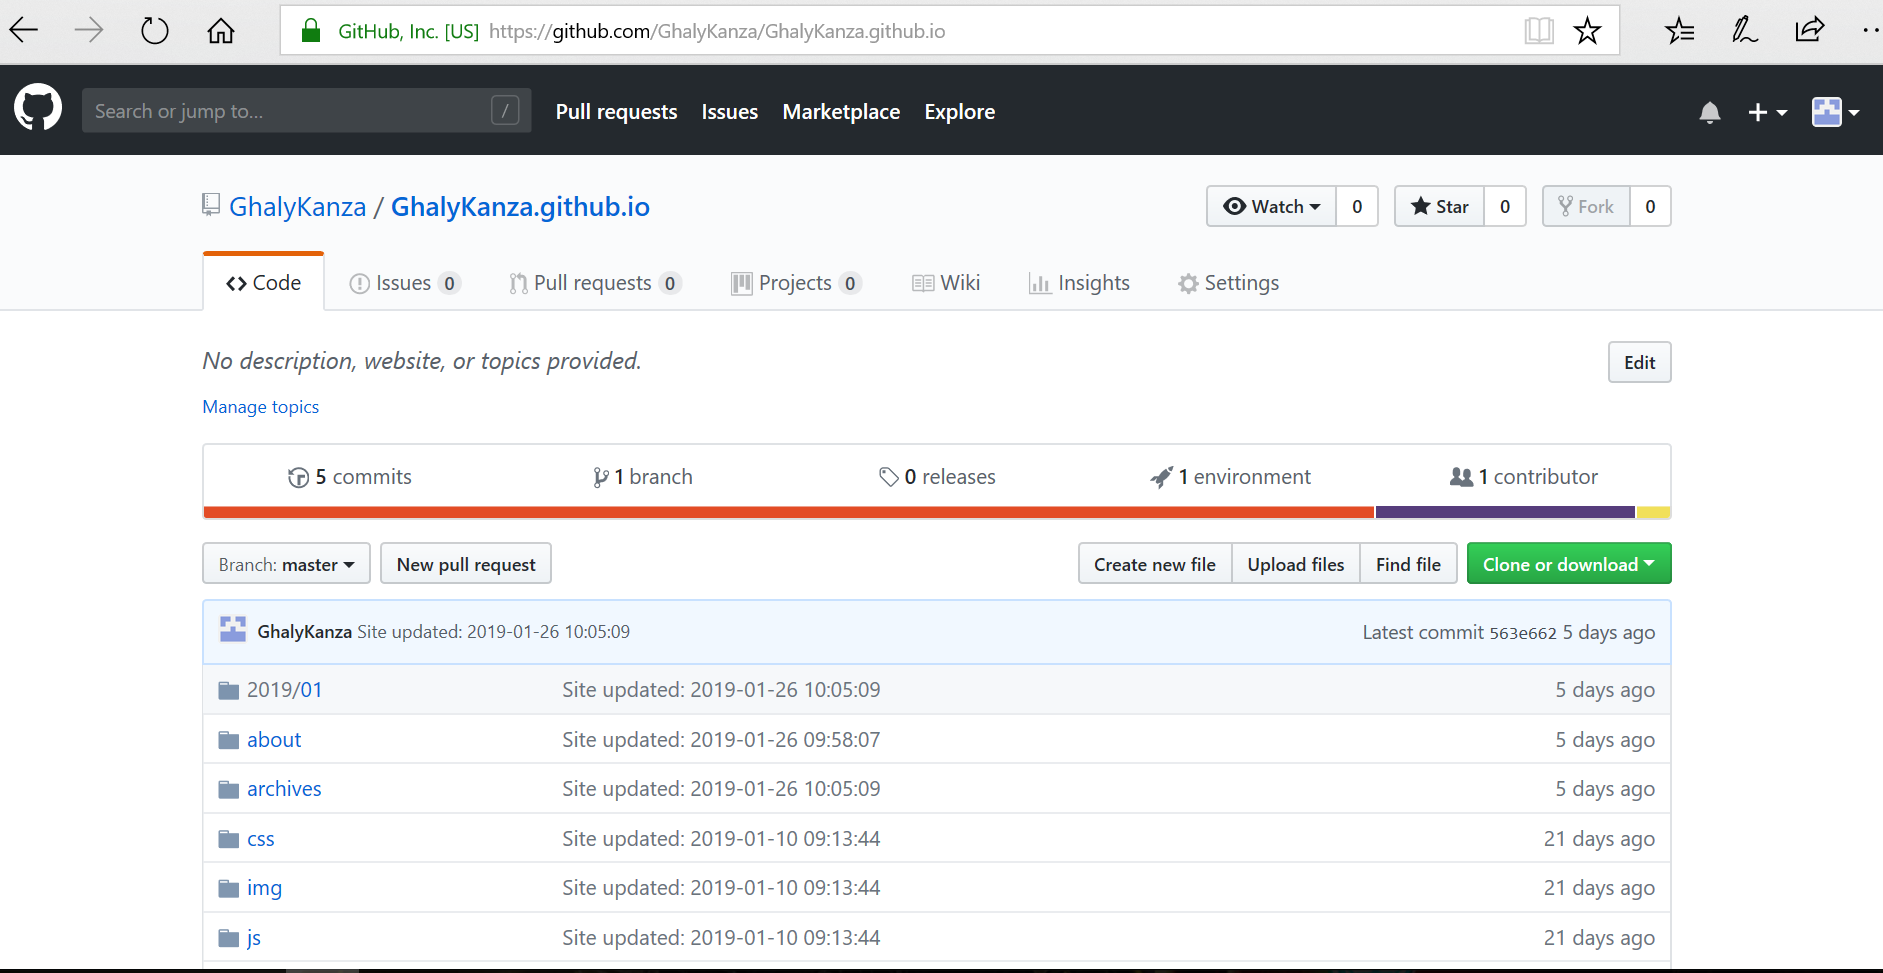 GitHub, Inc. [US] https://github.com/GhalyKanza/GhalyKanza.github.io
Search or jump to... / Pull requests Issues Marketplace Explore
GhalyKanza / GhalyKanza.github.io Watch 0 Star 0 Fork 0
Code Issues 0 Pull requests 0 Projects 0 Wiki Insights Settings
No description, website, or topics provided. Edit
Manage topics
5 commits 1 branch 0 releases 1 environment 1 contributor
Branch: master New pull request Create new file Upload files Find file Clone or download
GhalyKanza Site updated: 2019-01-26 10:05:09 Latest commit 563e662 5 days ago
2019/01 Site updated: 2019-01-26 10:05:09 5 days ago
about Site updated: 2019-01-26 09:58:07 5 days ago
archives Site updated: 2019-01-26 10:05:09 5 days ago
css Site updated: 2019-01-10 09:13:44 21 days ago
img Site updated: 2019-01-10 09:13:44 21 days ago
js Site updated: 2019-01-10 09:13:44 21 days ago